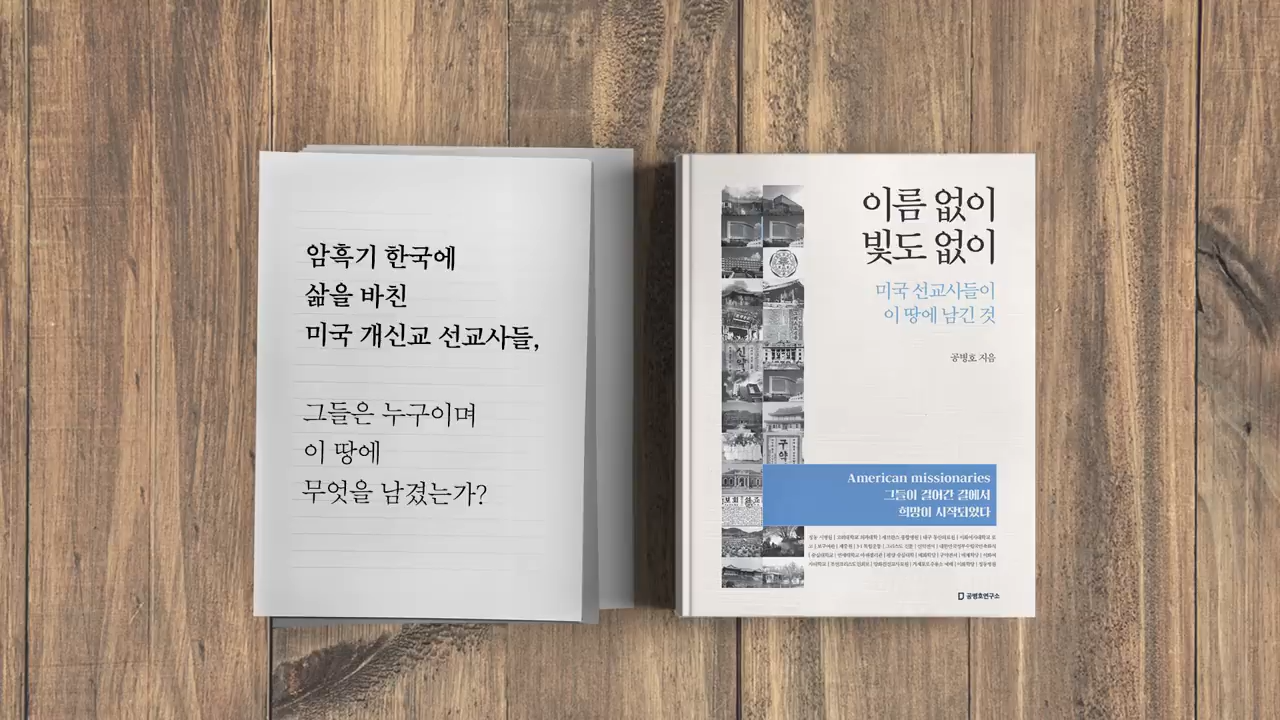 암흑기 한국에
삶을 바친
미국 개신교 선교사들,
그들은 누구이며
이 땅에
무엇을 남겼는가?
이름 없이
빛도 없이
미국 선교사들이
이 땅에 남긴 것
공병호 지음
신약
구약
American missionaries
그들이 걸어간 길에서
희망이 시작되었다
공병호연구소